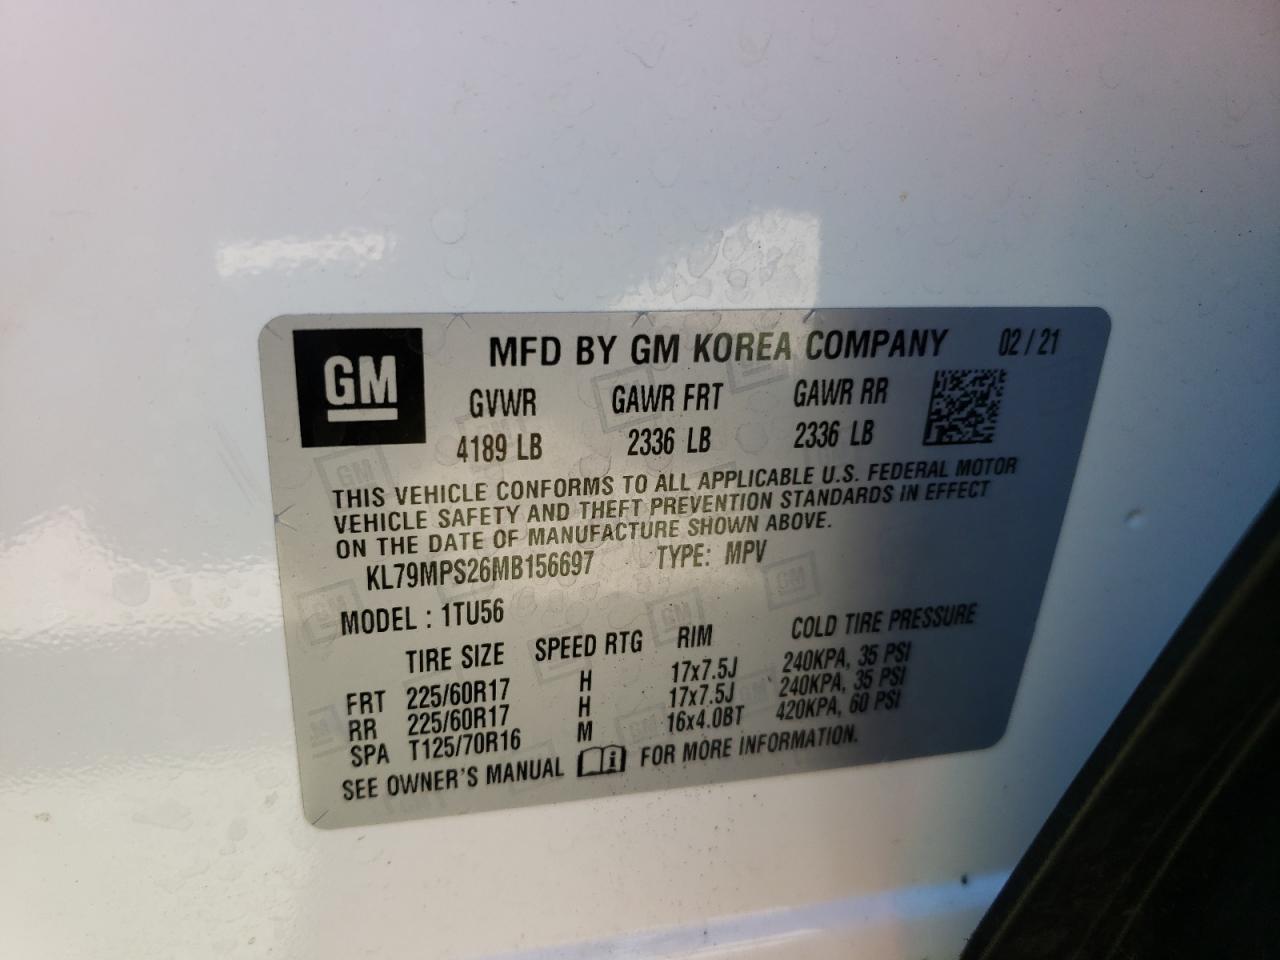 GM
MFD BY GM KOREA COMPANY 02/21
GVWR GAWR FRT GAWR RR
4189 LB 2336 LB 2336 LB
THIS VEHICLE CONFORMS TO ALL APPLICABLE U.S. FEDERAL MOTOR
VEHICLE SAFETY AND THEFT PREVENTION STANDARDS IN EFFECT
ON THE DATE OF MANUFACTURE SHOWN ABOVE.
KL79MPS26MB156697 TYPE: MPV
MODEL : 1TU56
TIRE SIZE SPEED RTG RIM COLD TIRE PRESSURE
FRT 225/60R17 H 17x7.5J 240KPA, 35 PSI
RR 225/60R17 H 17x7.5J 240KPA, 35 PSI
SPA T125/70R16 M 16x4.0BT 420KPA, 60 PSI
SEE OWNER'S MANUAL i FOR MORE INFORMATION.